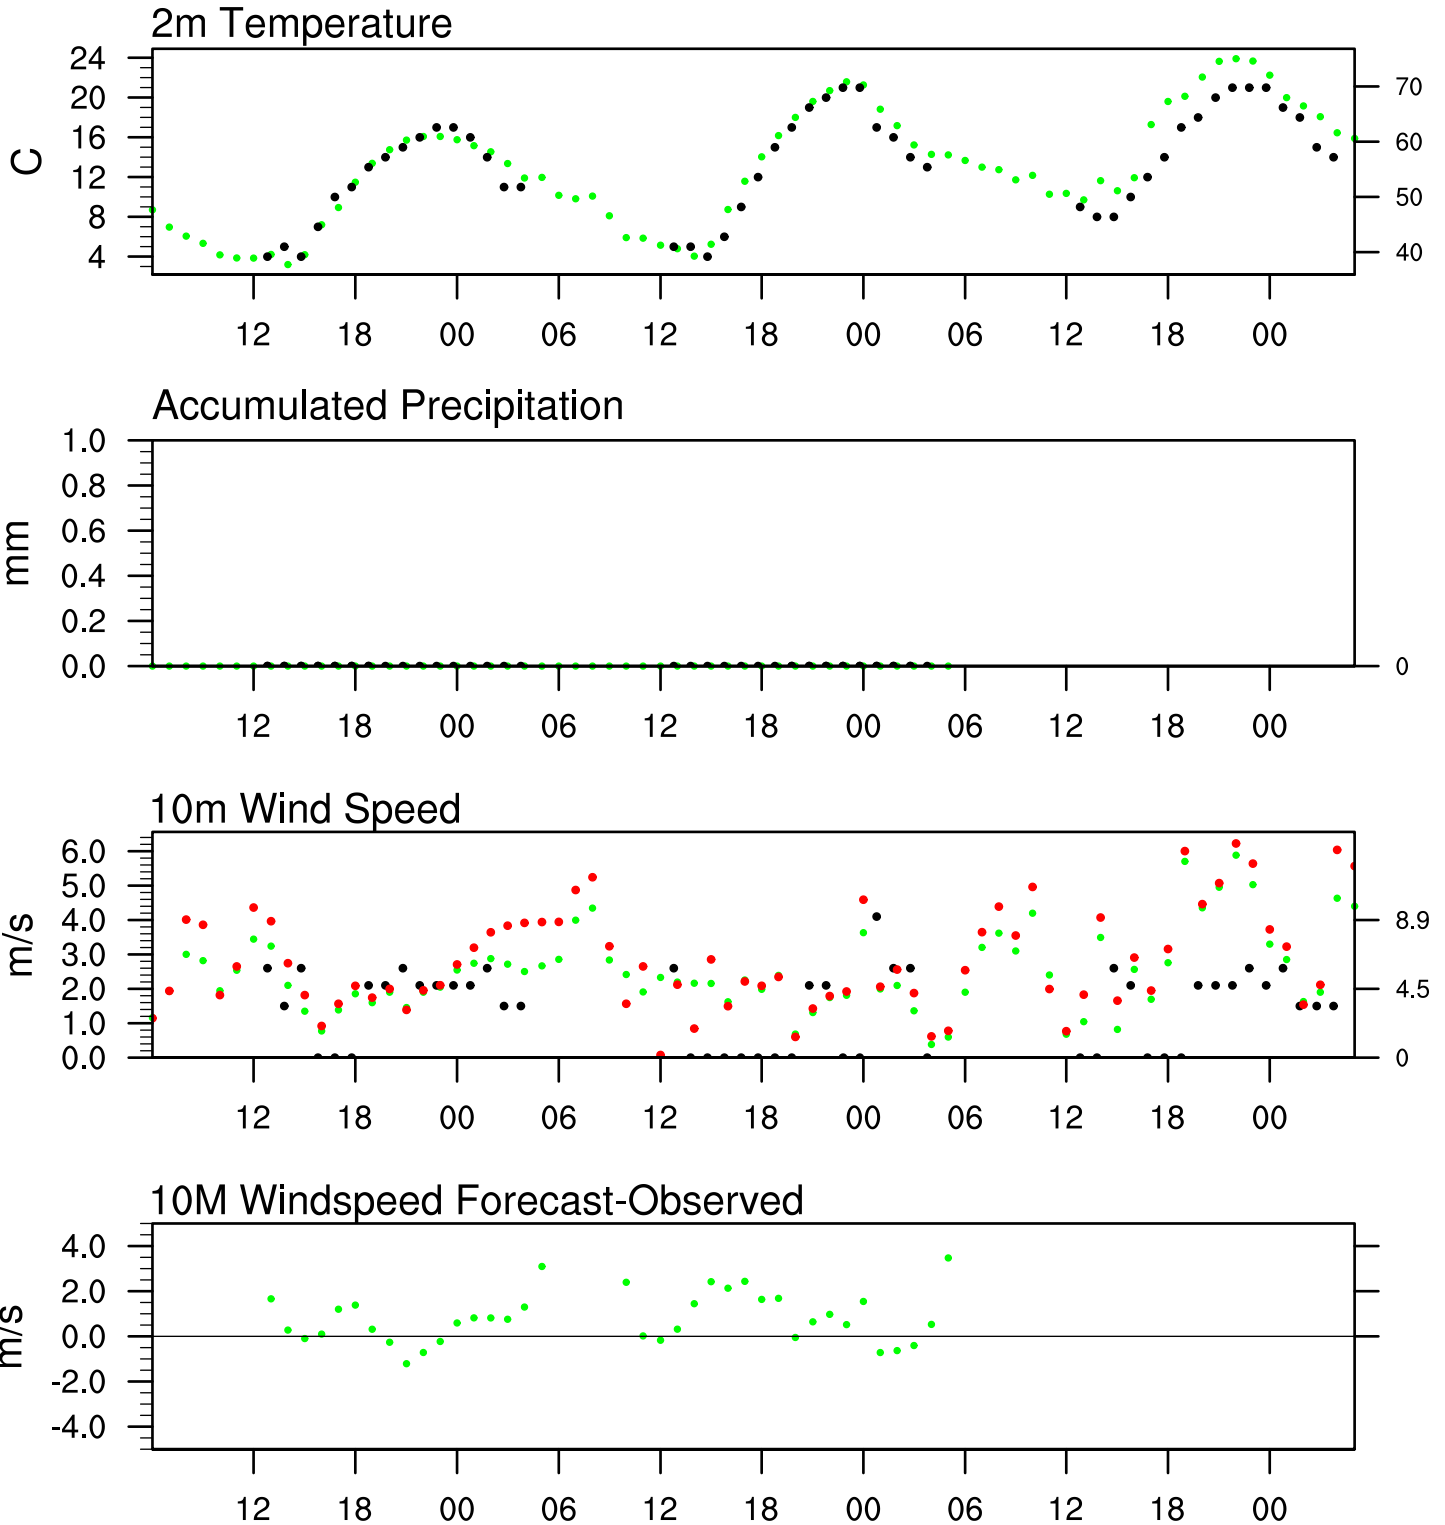 2m Temperature
24
20
16
12
8
4
C
70
60
50
40
12 18 00 06 12 18 00 06 12 18 00
Accumulated Precipitation
1.0
0.8
0.6
0.4
0.2
0.0
mm
0
12 18 00 06 12 18 00 06 12 18 00
10m Wind Speed
6.0
5.0
4.0
3.0
2.0
1.0
0.0
m/s
8.9
4.5
0
12 18 00 06 12 18 00 06 12 18 00
10M Windspeed Forecast-Observed
4.0
2.0
0.0
-2.0
-4.0
m/s
12 18 00 06 12 18 00 06 12 18 00